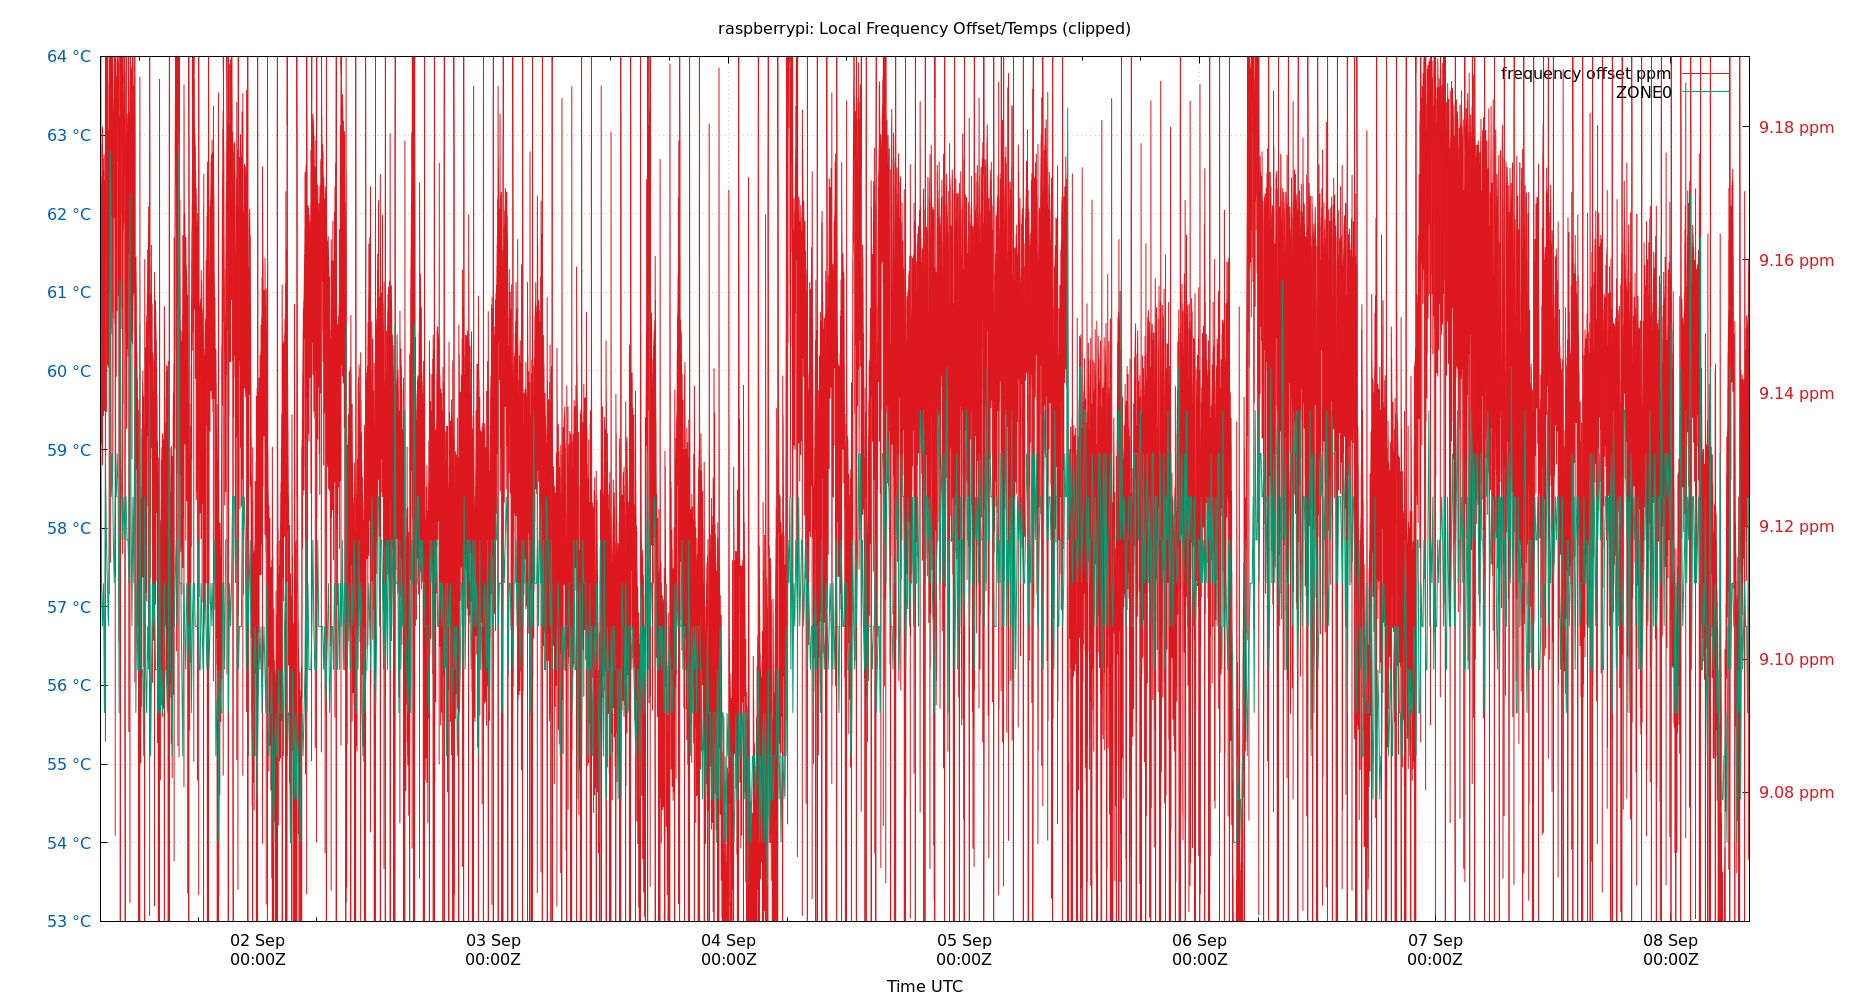 raspberrypi: Local Frequency Offset/Temps (clipped)
64 °C
63 °C
62 °C
61 °C
60 °C
59 °C
58 °C
57 °C
56 °C
55 °C
54 °C
53 °C
frequency offset ppm
ZONE0
9.18 ppm
9.16 ppm
9.14 ppm
9.12 ppm
9.10 ppm
9.08 ppm
02 Sep
00:00Z
03 Sep
00:00Z
04 Sep
00:00Z
05 Sep
00:00Z
06 Sep
00:00Z
07 Sep
00:00Z
08 Sep
00:00Z
Time UTC